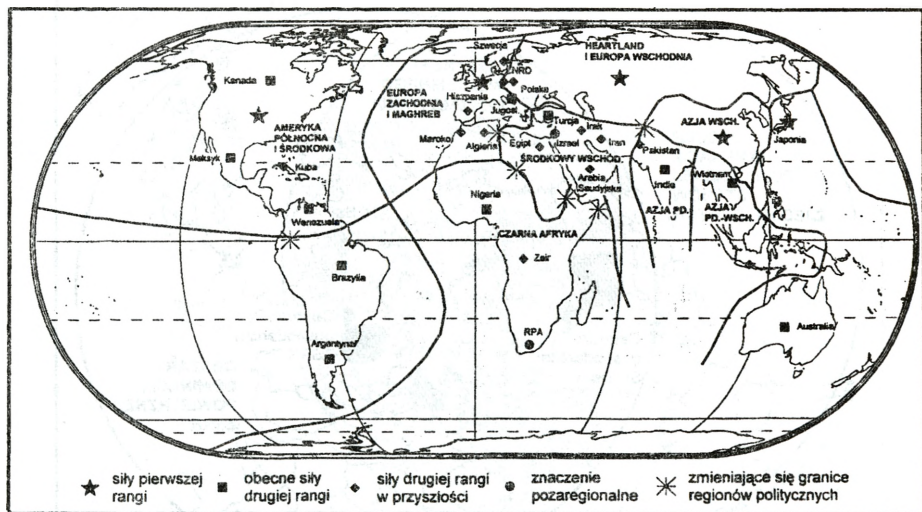 Szwecja
NRD
HEARTLAND
I EUROPA WSCHODNIA
Kanada
EUROPA
ZACHODNIA
I MAGHREB
Polska
Hiszpania
Jugosł.
Turcja
Irak
AZJA WSCH.
AMERYKA
PÓŁNOCNA
I ŚRODKOWA
Maroko
Algieria
Egipt
Izrael
Iran
Japonia
Meksyk
Kuba
ŚRODKOWY WSCHÓD
Pakistan
Arabia
Saudyjska
Indie
Wietnam
Nigeria
Wenezuela
AZJA PD.
AZJA
PD.-WSCH.
CZARNA AFRYKA
Zair
Brazylia
RPA
Australia
Argentyna
siły pierwszej
rangi
obecne siły
drugiej rangi
siły drugiej rangi
w przyszłości
znaczenie
pozaregionalne
zmieniające się granice
regionów politycznych